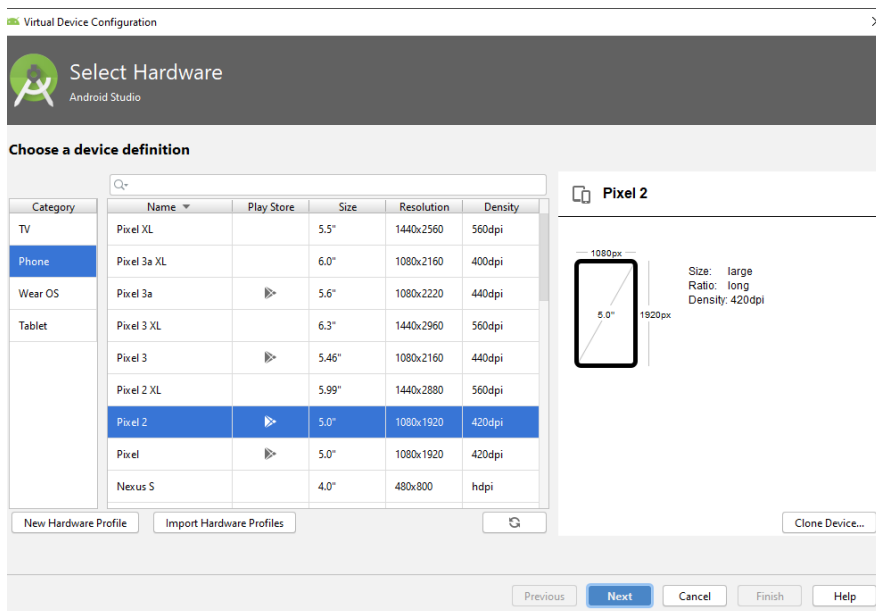 Virtual Device Configuration
Select Hardware
Android Studio
Choose a device definition
Category
TV
Phone
Wear OS
Tablet
Name Play Store Size Resolution Density
Pixel XL 5.5" 1440x2560 560dpi
Pixel 3a XL 6.0" 1080x2160 400dpi
Pixel 3a 5.6" 1080x2220 440dpi
Pixel 3 XL 6.3" 1440x2960 560dpi
Pixel 3 5.46" 1080x2160 440dpi
Pixel 2 XL 5.99" 1440x2880 560dpi
Pixel 2 5.0" 1080x1920 420dpi
Pixel 5.0" 1080x1920 420dpi
Nexus S 4.0" 480x800 hdpi
New Hardware Profile Import Hardware Profiles
Pixel 2
1080px
5.0"
1920px
Size: large
Ratio: long
Density: 420dpi
Clone Device...
Previous Next Cancel Finish Help